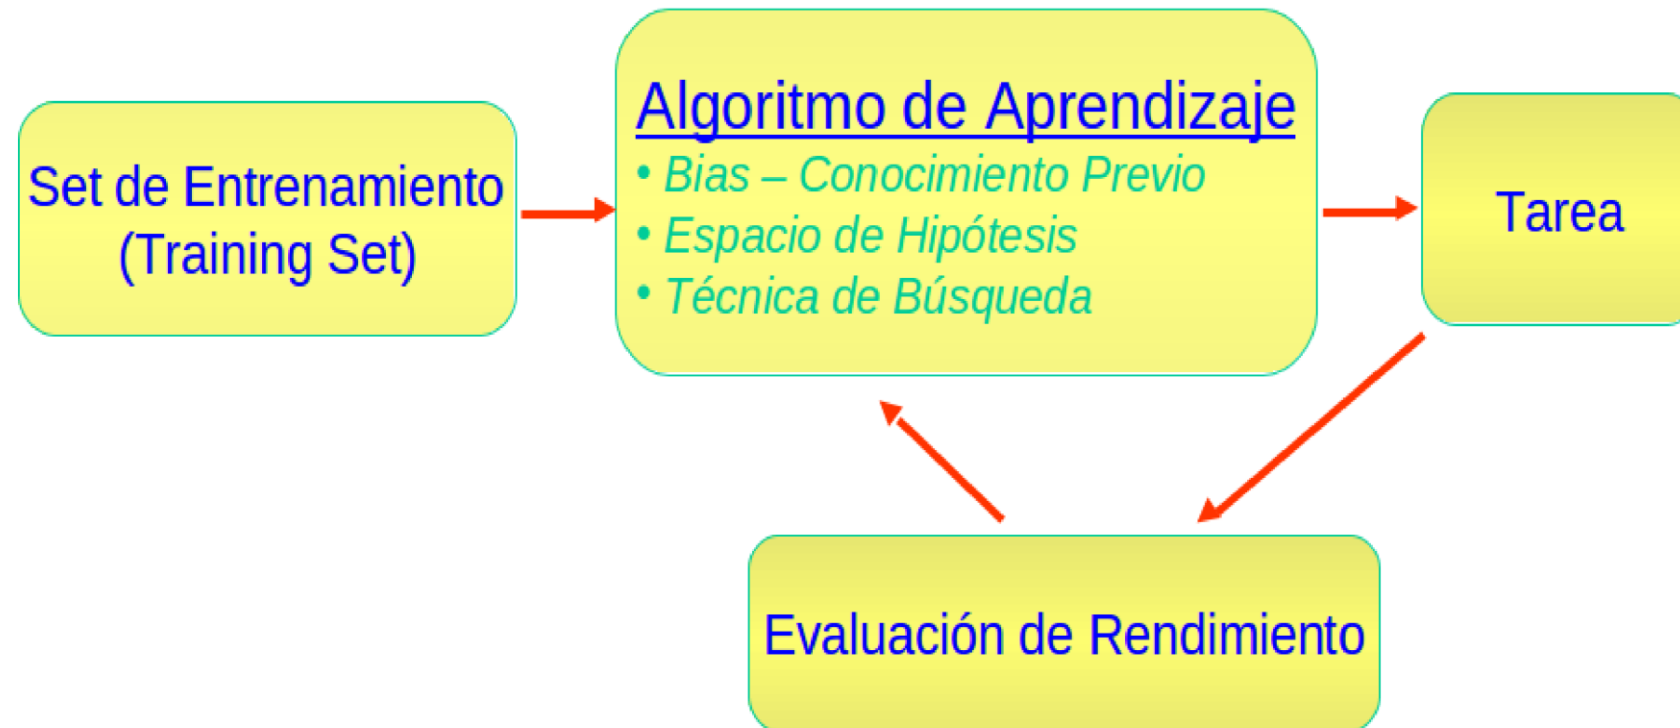 Set de Entrenamiento
(Training Set)
Algoritmo de Aprendizaje
• Bias – Conocimiento Previo
• Espacio de Hipótesis
• Técnica de Búsqueda
Tarea
Evaluación de Rendimiento